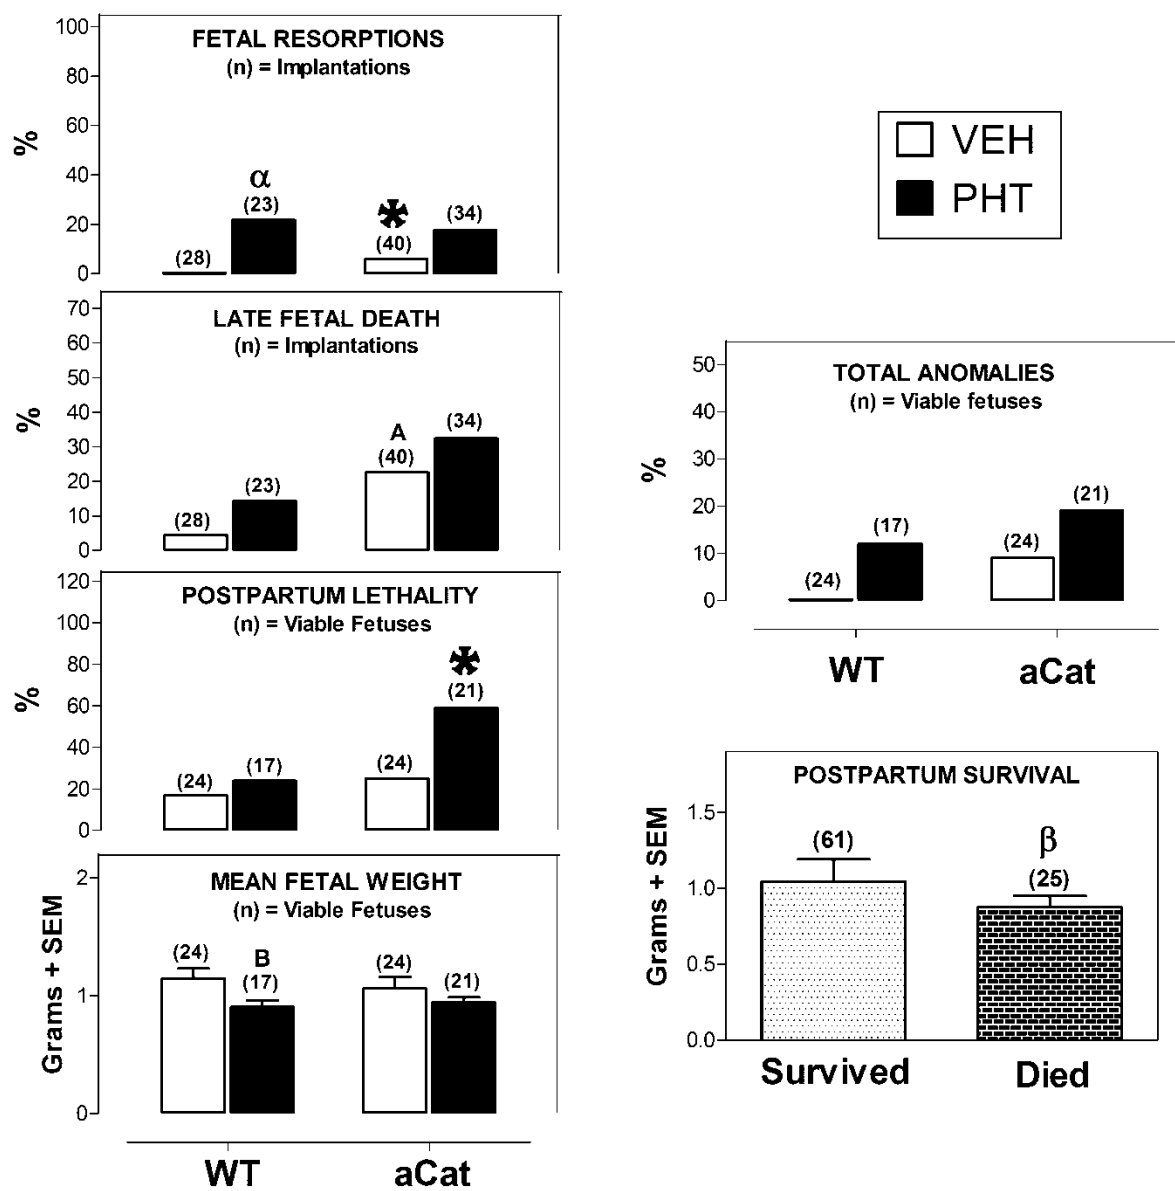 100
80
60
40
20
0
%
FETAL RESORPTIONS
(n) = Implantations
α
(28)
(23)
*
(40)
(34)
70
60
50
40
30
20
10
0
%
LATE FETAL DEATH
(n) = Implantations
(28)
(23)
A
(40)
(34)
120
100
80
60
40
20
0
%
POSTPARTUM LETHALITY
(n) = Viable Fetuses
(24)
(17)
(24)
*
(21)
2
1
0
Grams + SEM
MEAN FETAL WEIGHT
(n) = Viable Fetuses
(24)
B
(17)
(24)
(21)
WT
aCat
VEH
PHT
50
40
30
20
10
0
%
TOTAL ANOMALIES
(n) = Viable fetuses
(24)
(17)
(24)
(21)
WT
aCat
1.5
1.0
0.5
0.0
Grams + SEM
POSTPARTUM SURVIVAL
(61)
β
(25)
Survived
Died